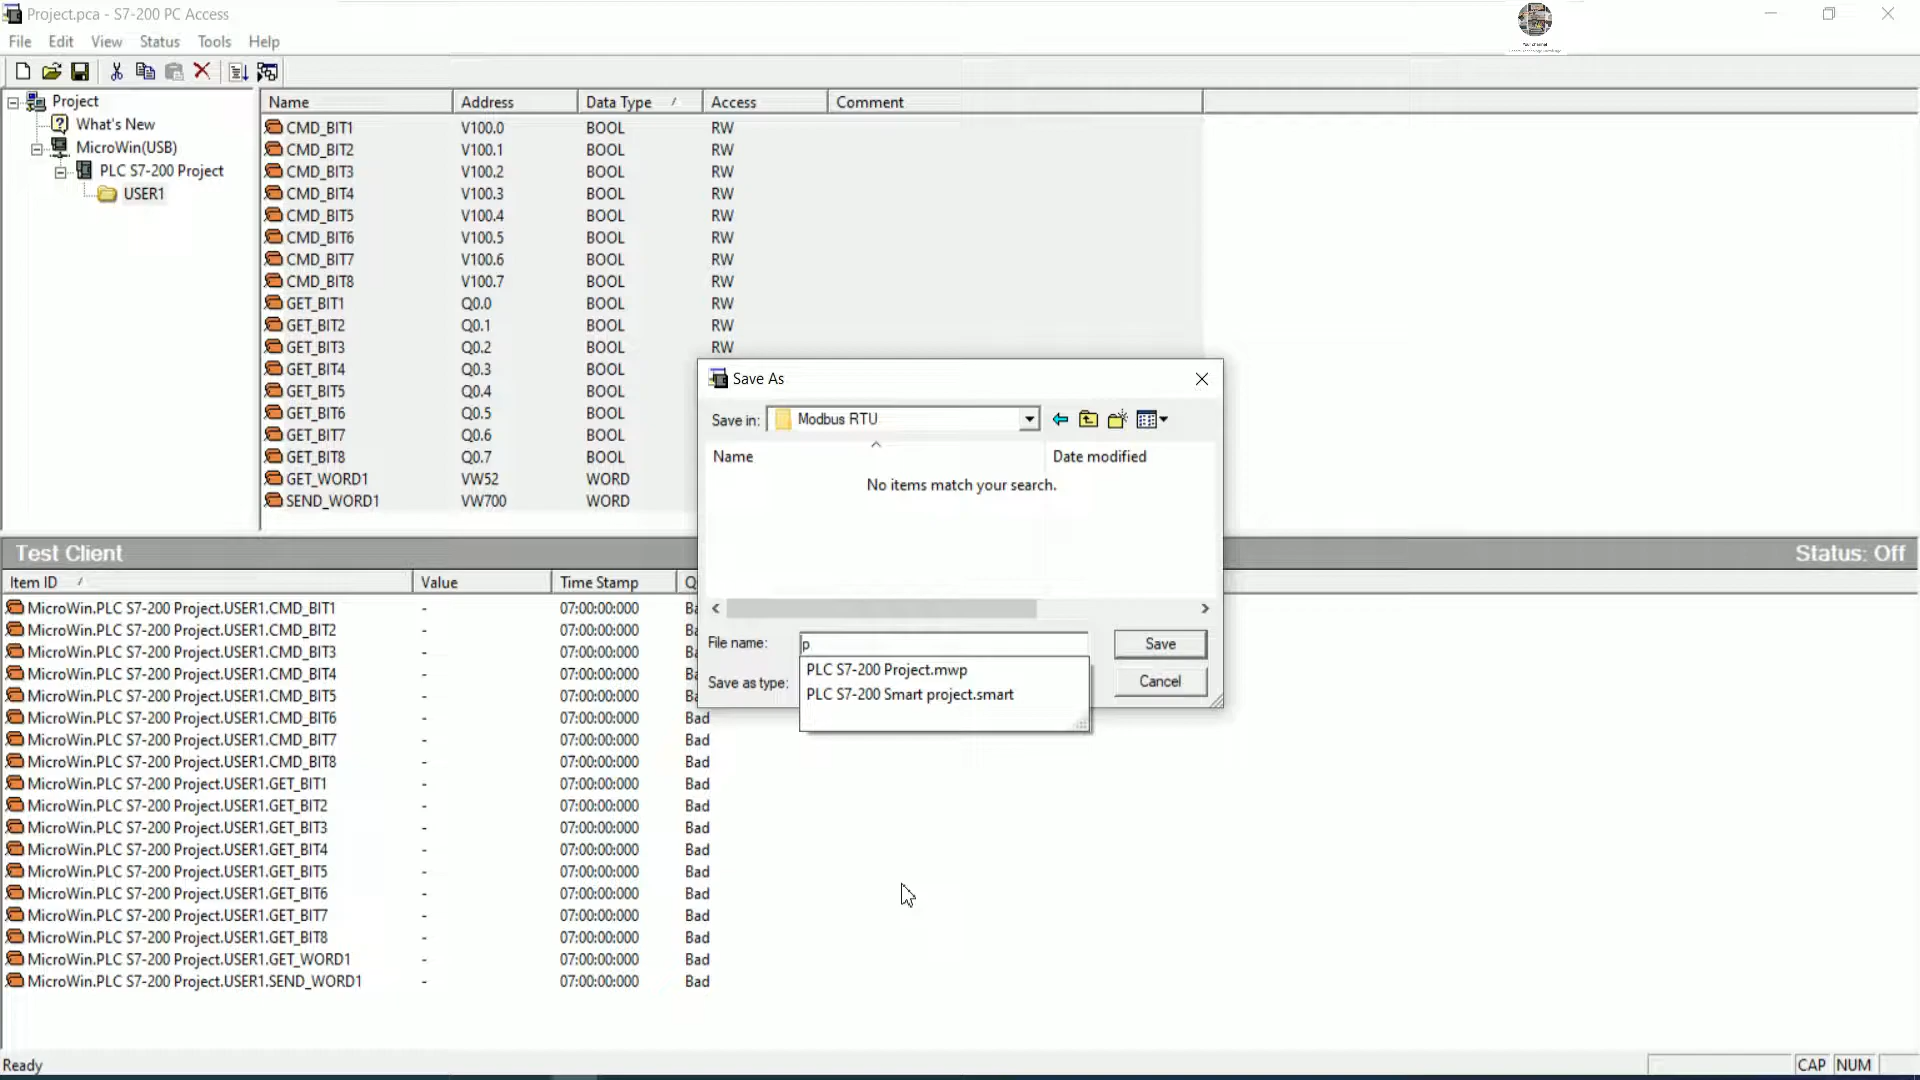 Project.pca - S7-200 PC Access
File Edit View Status Tools Help
Project
What's New
MicroWin(USB)
PLC S7-200 Project
USER1
Name Address Data Type Access Comment
CMD_BIT1 V100.0 BOOL RW
CMD_BIT2 V100.1 BOOL RW
CMD_BIT3 V100.2 BOOL RW
CMD_BIT4 V100.3 BOOL RW
CMD_BIT5 V100.4 BOOL RW
CMD_BIT6 V100.5 BOOL RW
CMD_BIT7 V100.6 BOOL RW
CMD_BIT8 V100.7 BOOL RW
GET_BIT1 Q0.0 BOOL RW
GET_BIT2 Q0.1 BOOL RW
GET_BIT3 Q0.2 BOOL RW
GET_BIT4 Q0.3 BOOL
GET_BIT5 Q0.4 BOOL
GET_BIT6 Q0.5 BOOL
GET_BIT7 Q0.6 BOOL
GET_BIT8 Q0.7 BOOL
GET_WORD1 VW52 WORD
SEND_WORD1 VW700 WORD
Save As
Save in: Modbus RTU
Name Date modified
No items match your search.
File name: p
Save
PLC S7-200 Project.mwp
PLC S7-200 Smart project.smart
Save as type:
Cancel
Test Client Status: Off
Item ID Value Time Stamp Q
MicroWin.PLC S7-200 Project.USER1.CMD_BIT1 - 07:00:00:000 Ba
MicroWin.PLC S7-200 Project.USER1.CMD_BIT2 - 07:00:00:000 Ba
MicroWin.PLC S7-200 Project.USER1.CMD_BIT3 - 07:00:00:000 Ba
MicroWin.PLC S7-200 Project.USER1.CMD_BIT4 - 07:00:00:000 Ba
MicroWin.PLC S7-200 Project.USER1.CMD_BIT5 - 07:00:00:000 Ba
MicroWin.PLC S7-200 Project.USER1.CMD_BIT6 - 07:00:00:000 Bad
MicroWin.PLC S7-200 Project.USER1.CMD_BIT7 - 07:00:00:000 Bad
MicroWin.PLC S7-200 Project.USER1.CMD_BIT8 - 07:00:00:000 Bad
MicroWin.PLC S7-200 Project.USER1.GET_BIT1 - 07:00:00:000 Bad
MicroWin.PLC S7-200 Project.USER1.GET_BIT2 - 07:00:00:000 Bad
MicroWin.PLC S7-200 Project.USER1.GET_BIT3 - 07:00:00:000 Bad
MicroWin.PLC S7-200 Project.USER1.GET_BIT4 - 07:00:00:000 Bad
MicroWin.PLC S7-200 Project.USER1.GET_BIT5 - 07:00:00:000 Bad
MicroWin.PLC S7-200 Project.USER1.GET_BIT6 - 07:00:00:000 Bad
MicroWin.PLC S7-200 Project.USER1.GET_BIT7 - 07:00:00:000 Bad
MicroWin.PLC S7-200 Project.USER1.GET_BIT8 - 07:00:00:000 Bad
MicroWin.PLC S7-200 Project.USER1.GET_WORD1 - 07:00:00:000 Bad
MicroWin.PLC S7-200 Project.USER1.SEND_WORD1 - 07:00:00:000 Bad
Ready CAP NUM